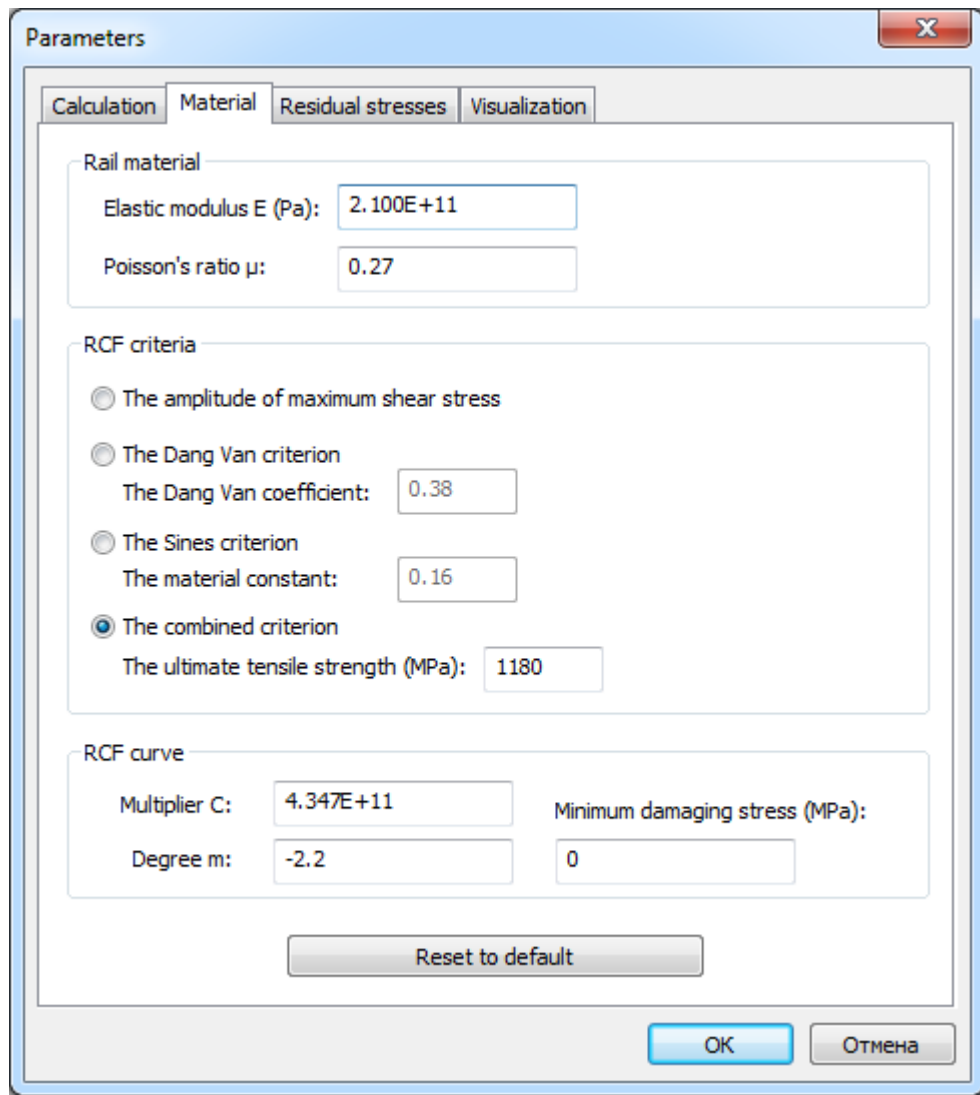 Parameters
Calculation Material Residual stresses Visualization
Rail material
Elastic modulus E (Pa): 2.100E+11
Poisson's ratio μ: 0.27
RCF criteria
The amplitude of maximum shear stress
The Dang Van criterion
The Dang Van coefficient: 0.38
The Sines criterion
The material constant: 0.16
The combined criterion
The ultimate tensile strength (MPa): 1180
RCF curve
Multiplier C: 4.347E+11
Minimum damaging stress (MPa):
Degree m: -2.2 0
Reset to default
OK Отмена